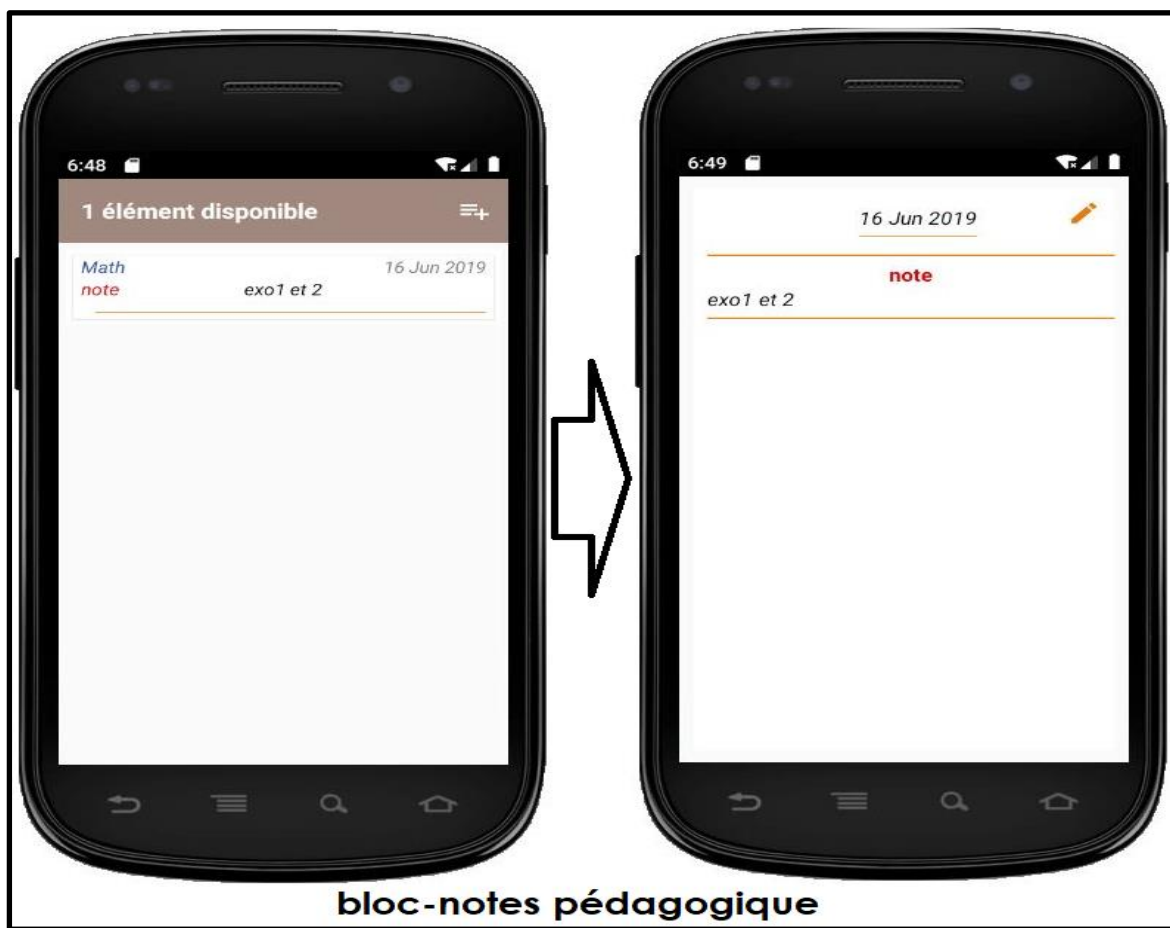 6:48
1 élément disponible
Math 16 Jun 2019
note exo1 et 2
6:49
16 Jun 2019
note
exo1 et 2
bloc-notes pédagogique